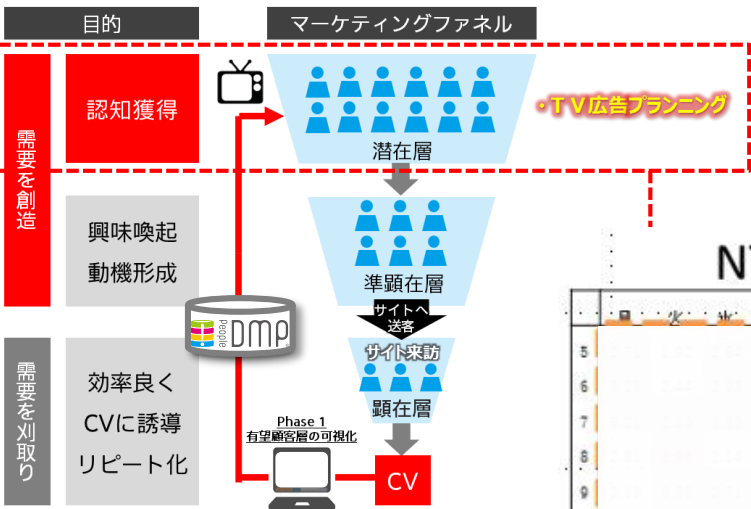 目的
マーケティングファネル
需要を創造
認知獲得
潜在層
・TV広告プランニング
興味喚起
動機形成
準顕在層
サイトへ
送客
people DMP
サイト来訪
顕在層
需要を刈取り
効率良く
CVに誘導
リピート化
Phase 1
有望顧客層の可視化
CV
月 火 水
5
6
7
8
9